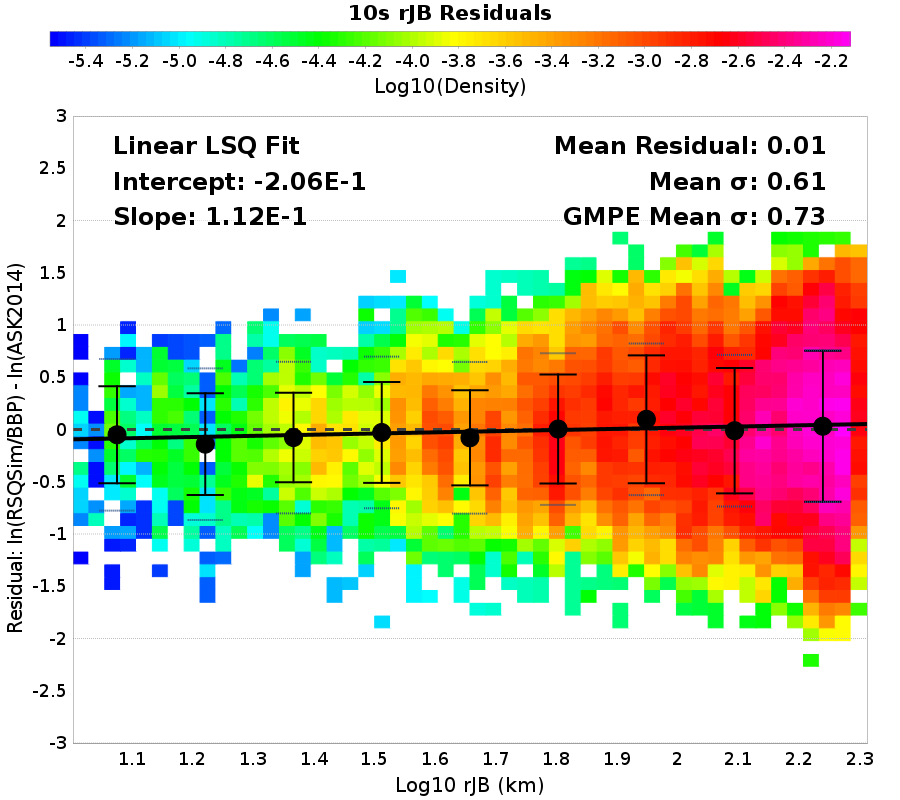 10s rJB Residuals
-5.4 -5.2 -5.0 -4.8 -4.6 -4.4 -4.2 -4.0 -3.8 -3.6 -3.4 -3.2 -3.0 -2.8 -2.6 -2.4 -2.2
Log10(Density)
Linear LSQ Fit
Intercept: -2.06E-1
Slope: 1.12E-1
Mean Residual: 0.01
Mean σ: 0.61
GMPE Mean σ: 0.73
Residual: ln(RSQSim/BBP) - ln(ASK2014)
3
2.5
2
1.5
1
0.5
0
-0.5
-1
-1.5
-2
-2.5
-3
1.1 1.2 1.3 1.4 1.5 1.6 1.7 1.8 1.9 2 2.1 2.2 2.3
Log10 rJB (km)